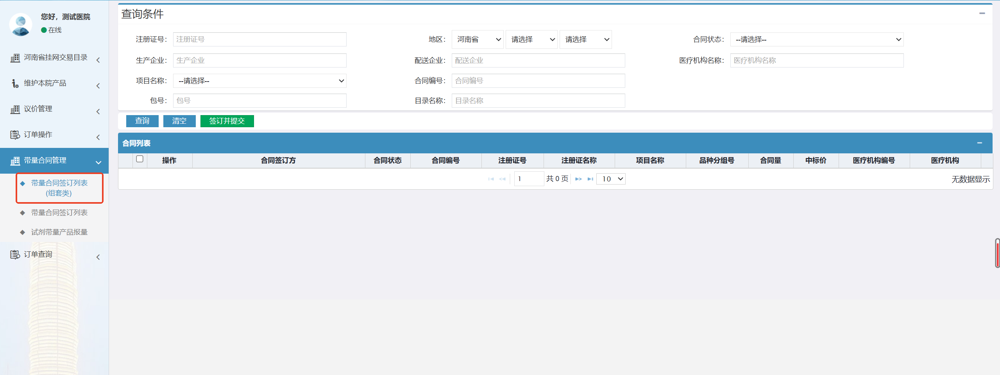 您好，测试医院
在线
河南省挂网交易目录
维护本院产品
议价管理
订单操作
带量合同管理
带量合同签订列表
(组套类)
带量合同签订列表
试剂带量产品报量
订单查询
查询条件
注册证号： 注册证号 地区： 河南省 请选择 请选择 合同状态： --请选择--
生产企业： 生产企业 配送企业： 配送企业 医疗机构名称： 医疗机构名称
项目名称： --请选择-- 合同编号： 合同编号
包号： 包号 目录名称： 目录名称
查询 清空 签订并提交
合同列表
操作 合同签订方 合同状态 合同编号 注册证号 注册证名称 项目名称 品种分组号 合同量 中标价 医疗机构编号 医疗机构
1 共 0 页 10 无数据显示